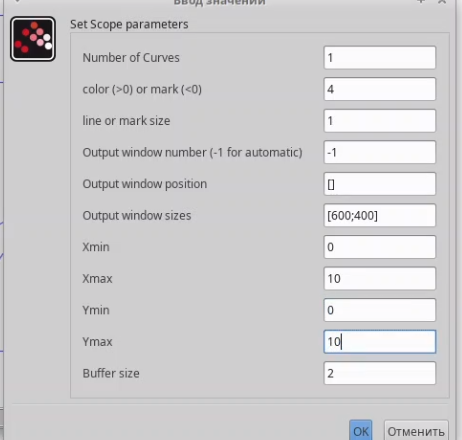 Ввод значений
Set Scope parameters
Number of Curves 1
color (>0) or mark (<0) 4
line or mark size 1
Output window number (-1 for automatic) -1
Output window position []
Output window sizes [600;400]
Xmin 0
Xmax 10
Ymin 0
Ymax 10
Buffer size 2
OK Отменить